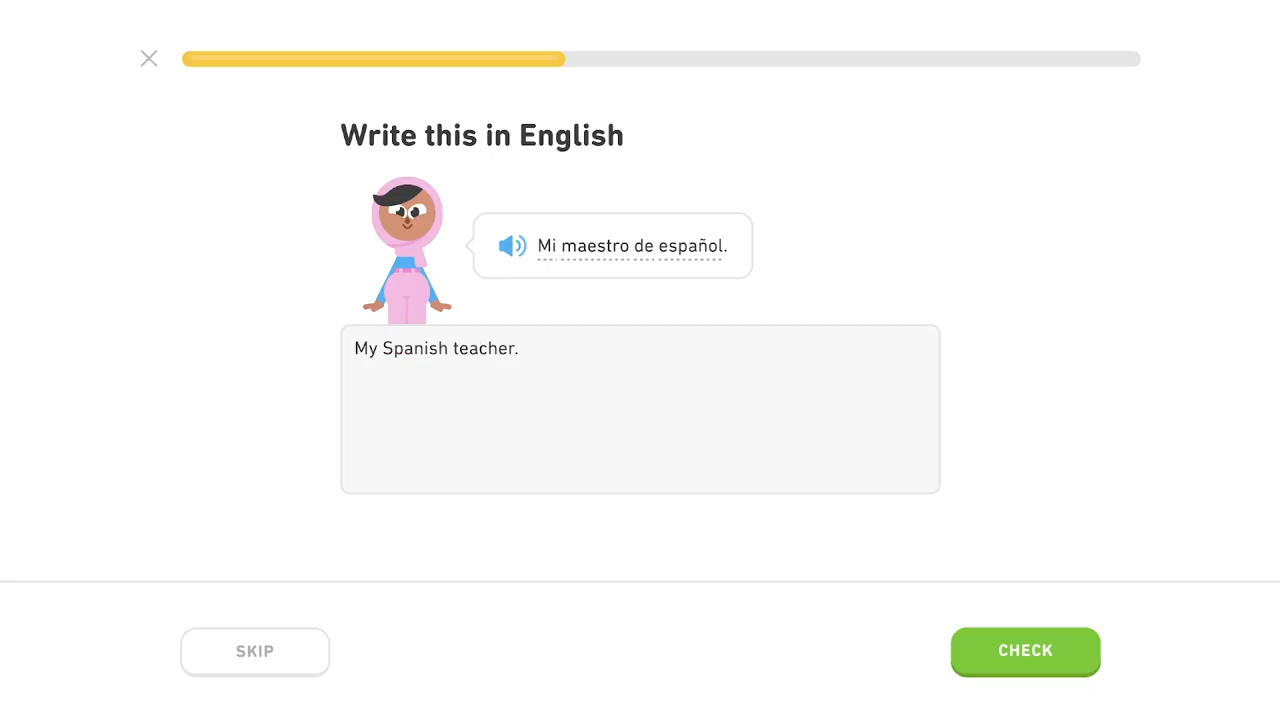 Write this in English
Mi maestro de español.
My Spanish teacher.
SKIP
CHECK